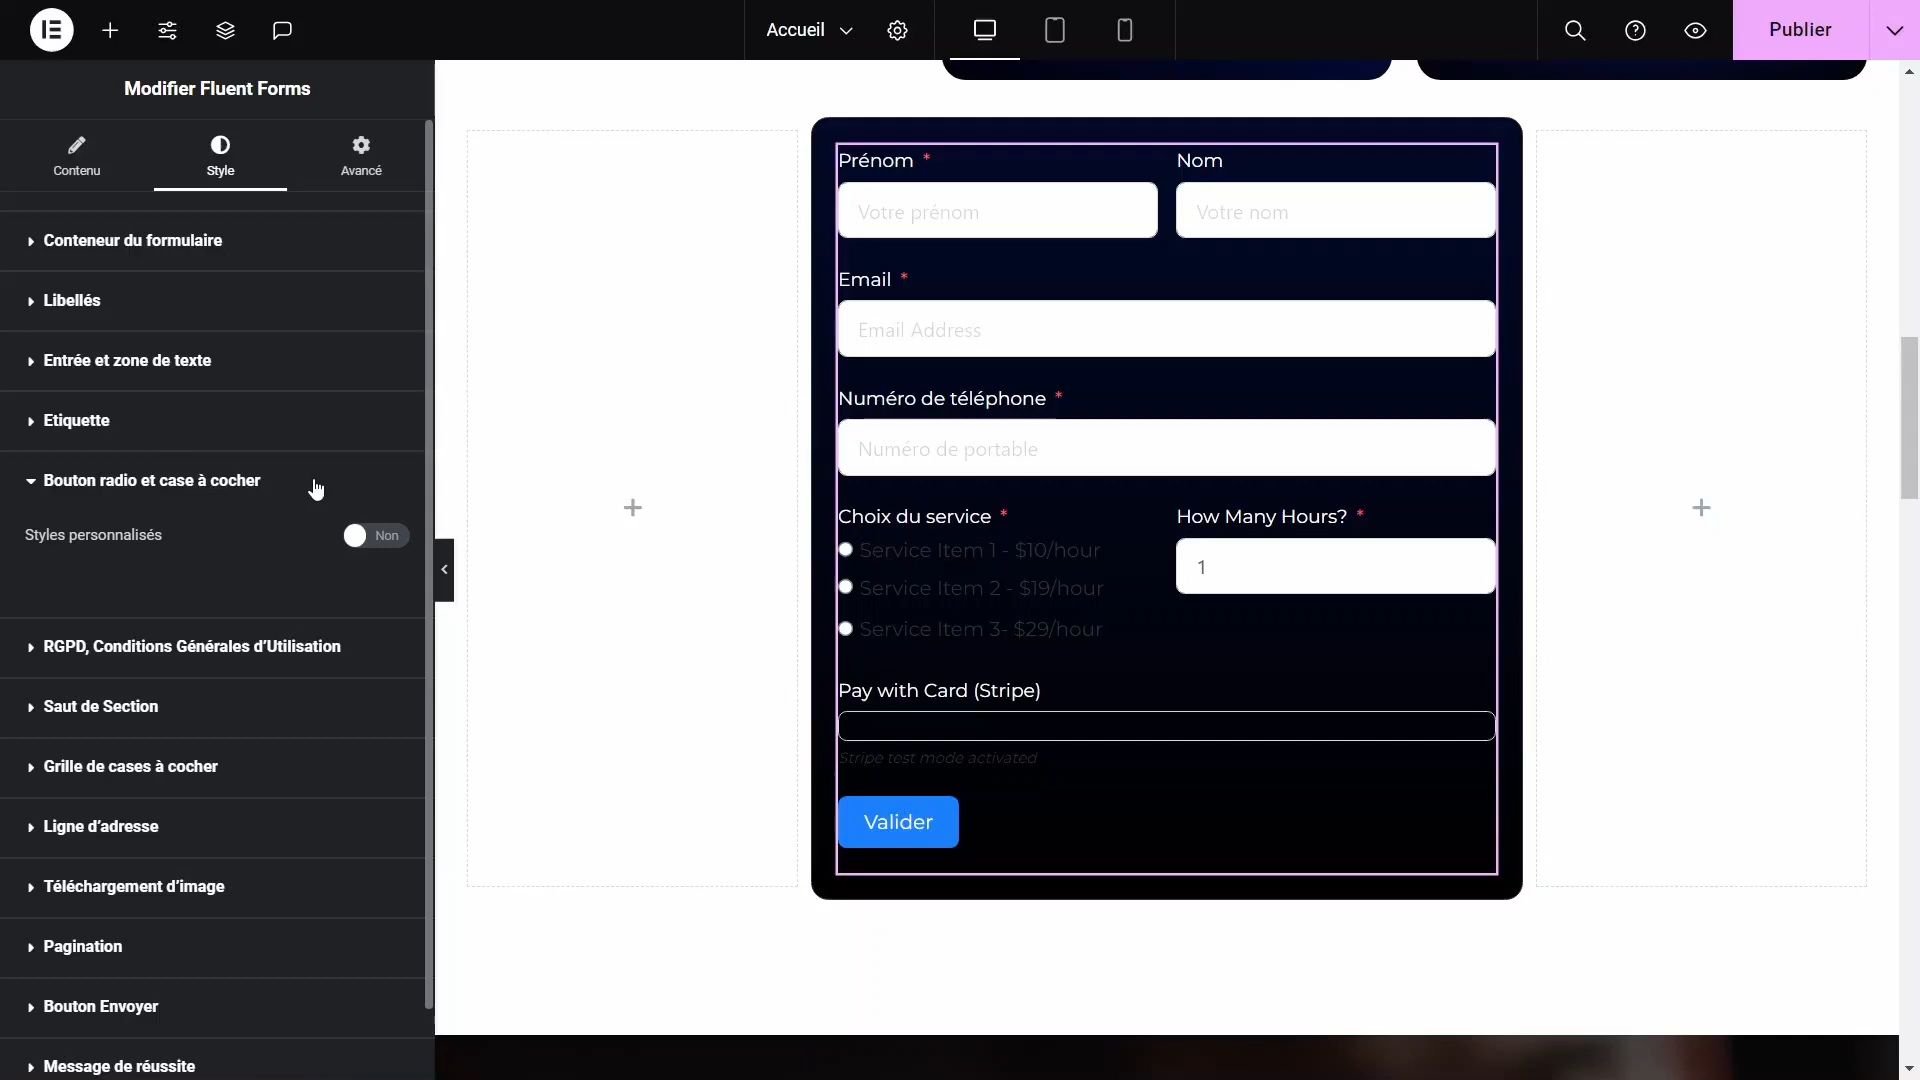 Accueil
Publier
Modifier Fluent Forms
Contenu
Style
Avancé
Conteneur du formulaire
Libellés
Entrée et zone de texte
Etiquette
Bouton radio et case à cocher
Styles personnalisés
Non
RGPD, Conditions Générales d'Utilisation
Saut de Section
Grille de cases à cocher
Ligne d'adresse
Téléchargement d'image
Pagination
Bouton Envoyer
Message de réussite
Prénom *
Nom
Votre prénom
Votre nom
Email *
Email Address
Numéro de téléphone *
Numéro de portable
Choix du service *
How Many Hours? *
Service Item 1 - $10/hour
1
Service Item 2 - $19/hour
Service Item 3- $29/hour
Pay with Card (Stripe)
Stripe test mode activated
Valider